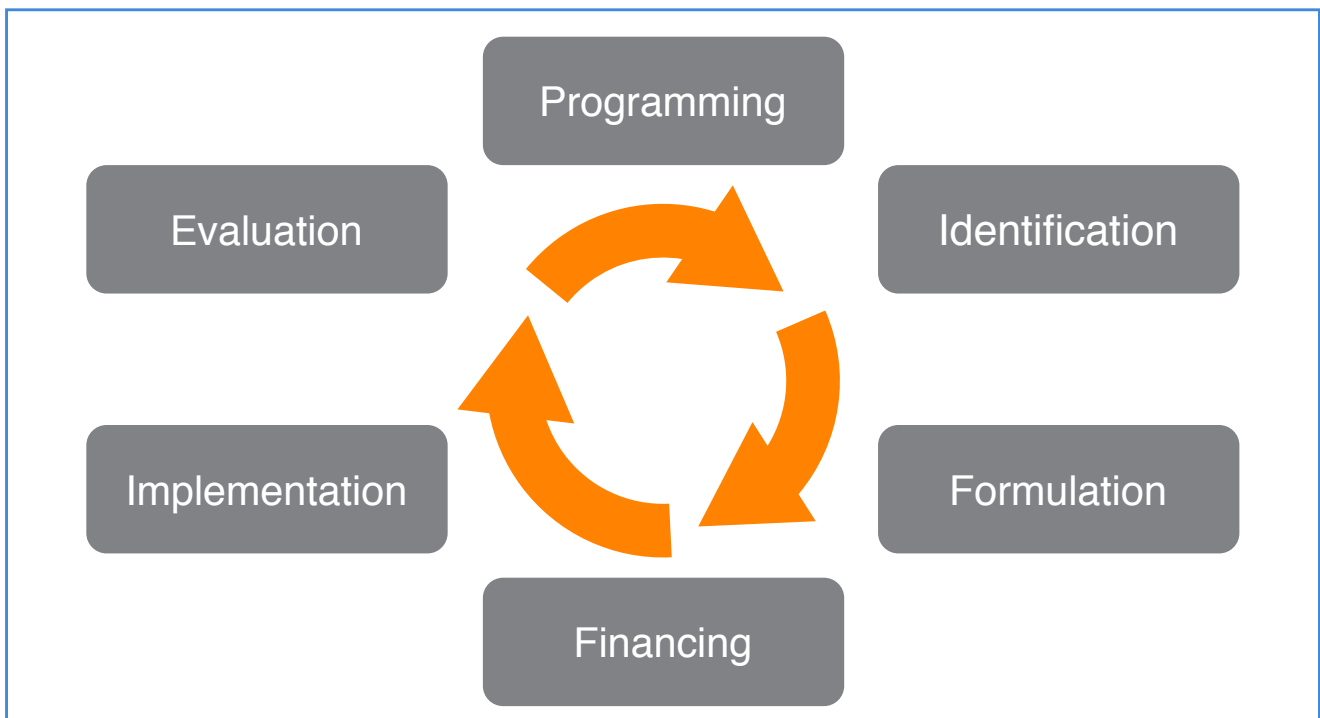 Programming
Identification
Formulation
Financing
Implementation
Evaluation